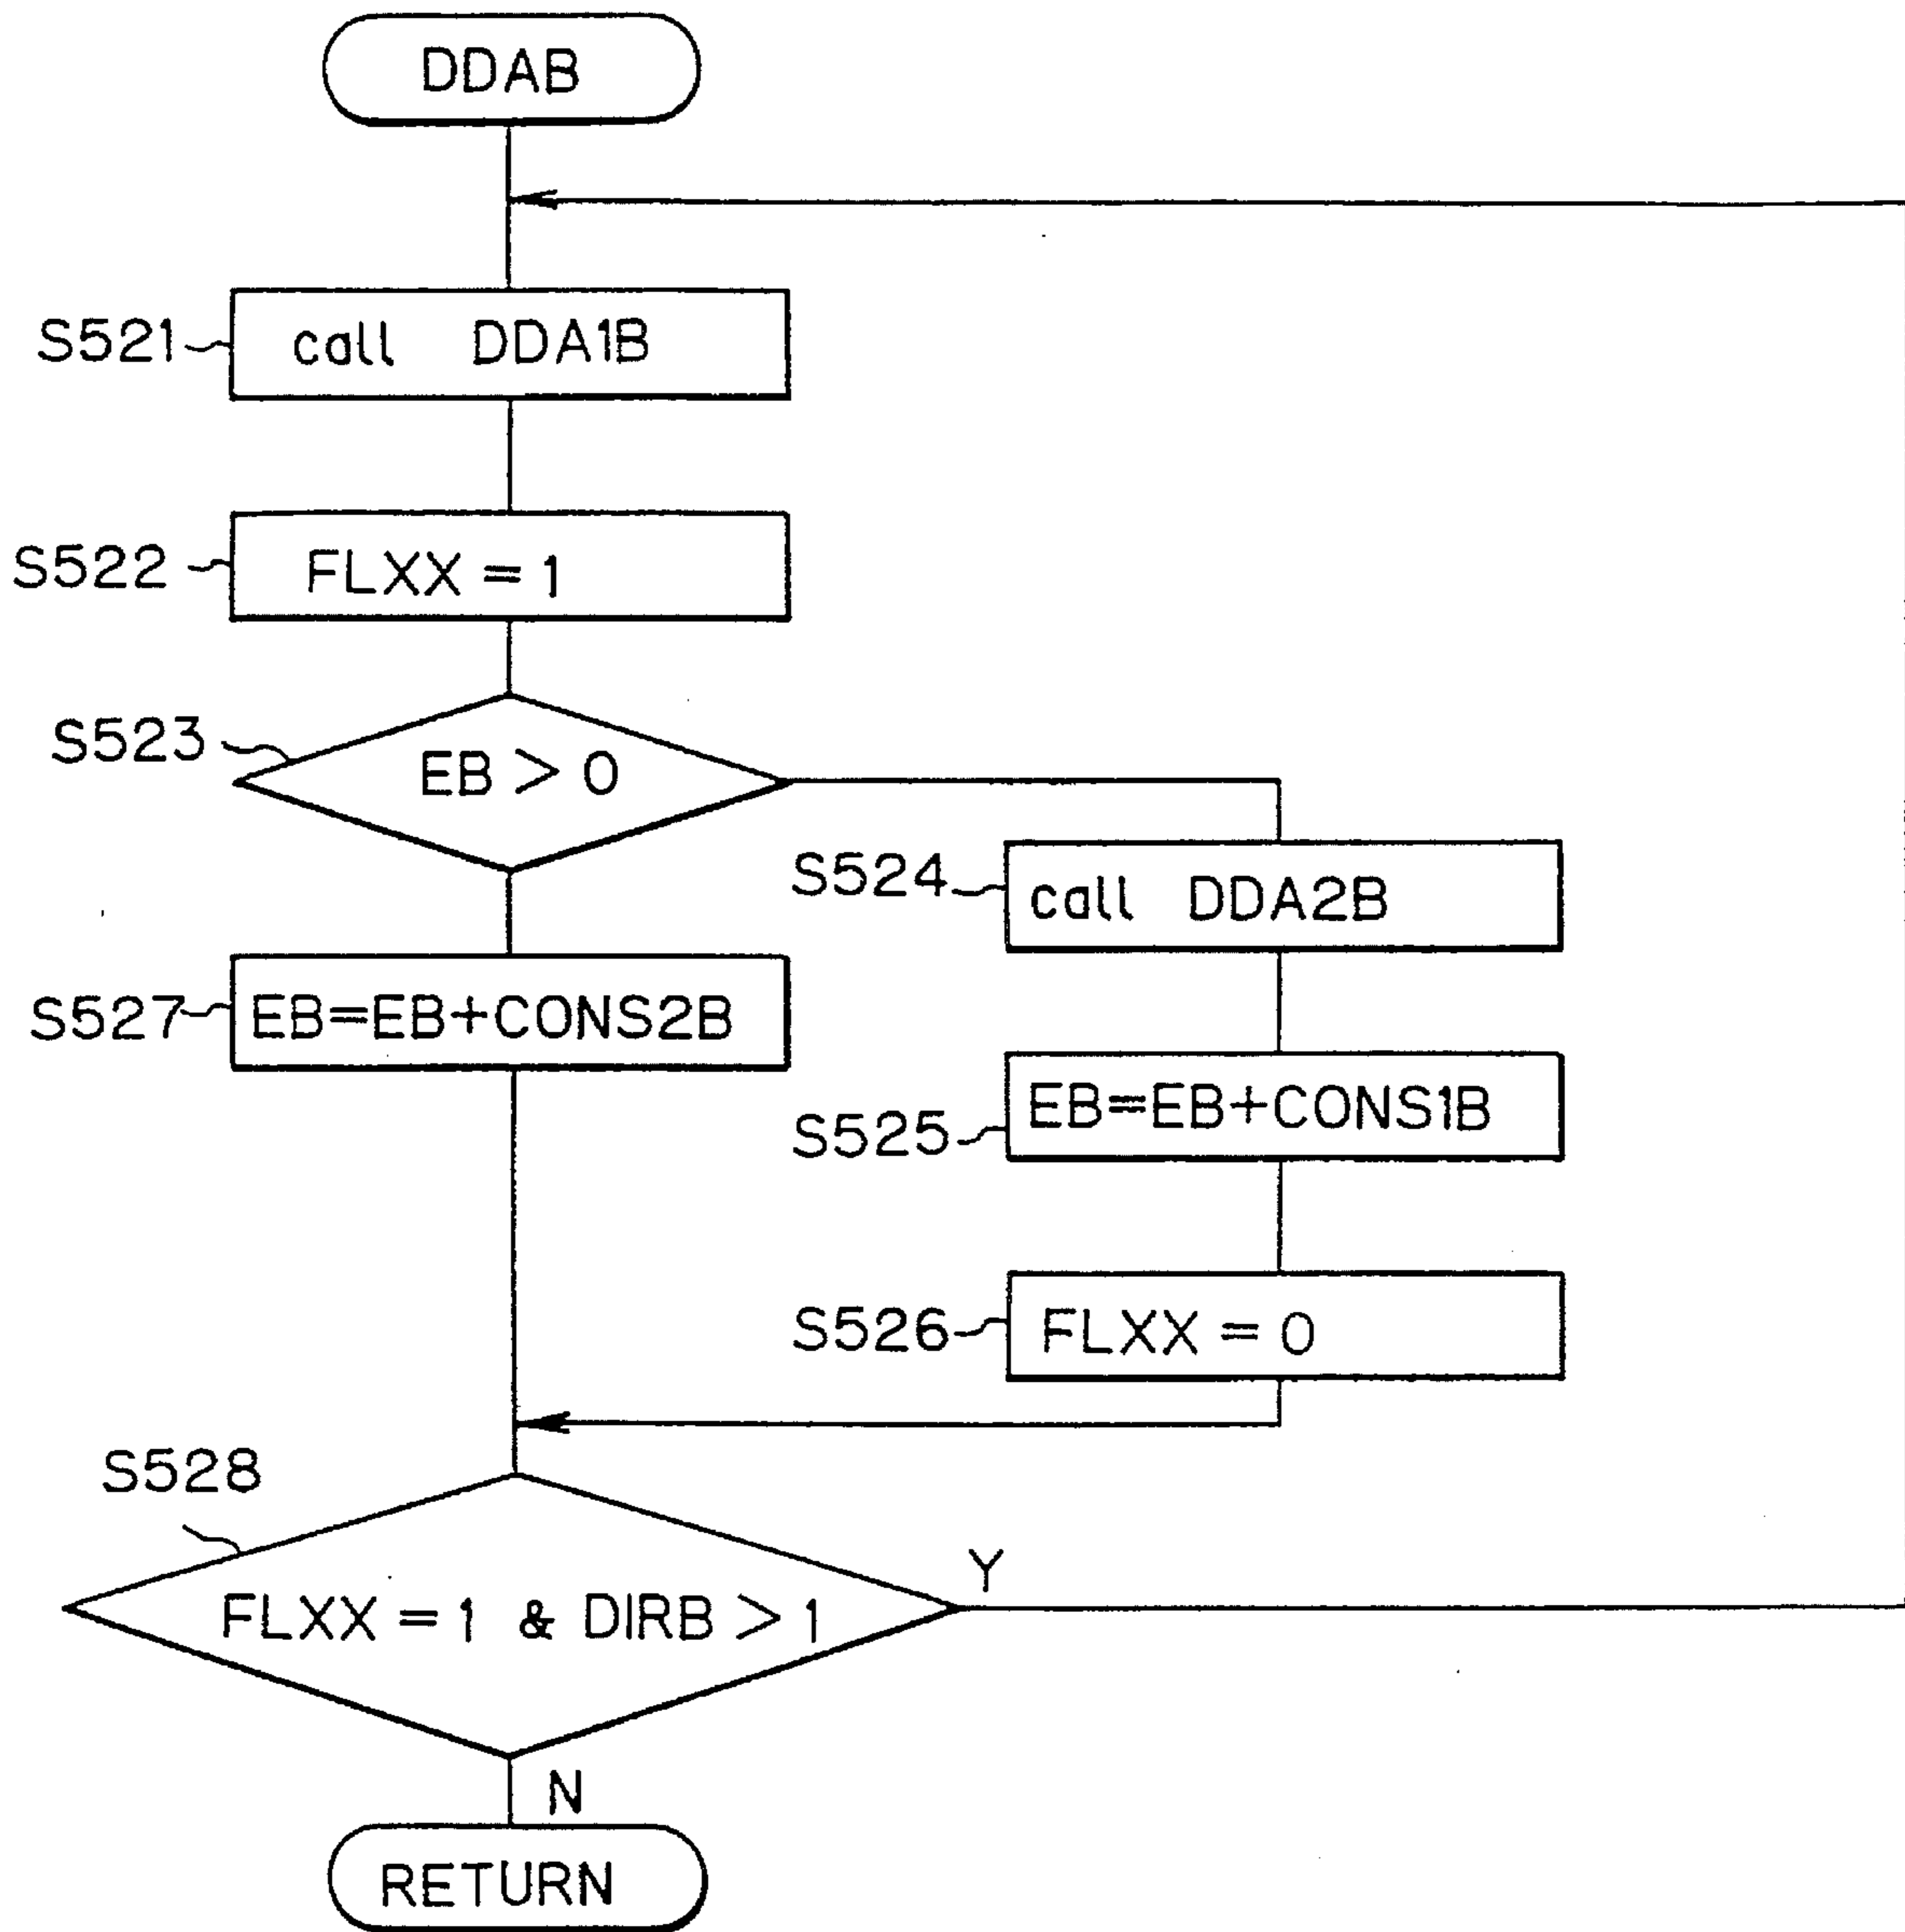 DDAB
S521
call DDA1B
S522
FLXX = 1
S523
EB > 0
S524
call DDA2B
S527
EB=EB+CONS2B
S525
EB=EB+CONS1B
S526
FLXX = 0
S528
FLXX = 1 & DIRB > 1
Y
N
RETURN